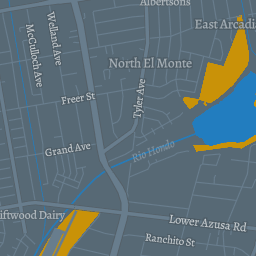 Albertsons
East Arcadia
McCulloch Ave
Welland Ave
North El Monte
Freer St
Tyler Ave
Grand Ave
Rio Hondo
iftwood Dairy
Lower Azusa Rd
Ranchito St